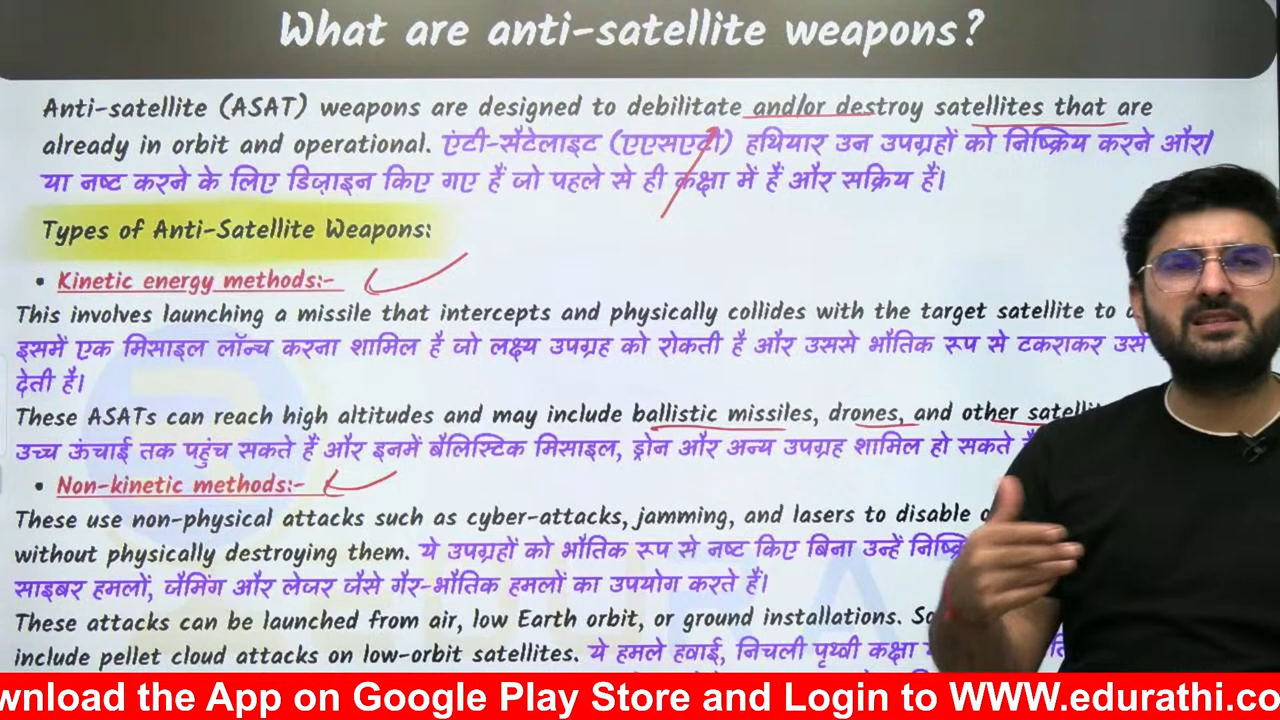 What are anti-satellite weapons?
Anti-satellite (ASAT) weapons are designed to debilitate and/or destroy satellites that are
already in orbit and operational. एंटी-सैटेलाइट (एएसएटी) हथियार उन उपग्रहों को निष्क्रिय करने और/
या नष्ट करने के लिए डिज़ाइन किए गए हैं जो पहले से ही कक्षा में हैं और सक्रिय हैं।
Types of Anti-Satellite Weapons:
• Kinetic energy methods:-
This involves launching a missile that intercepts and physically collides with the target satellite to
इसमें एक मिसाइल लॉन्च करना शामिल है जो लक्ष्य उपग्रह को रोकती है और उससे भौतिक रूप से टकराकर उसे
देती है।
These ASATs can reach high altitudes and may include ballistic missiles, drones, and other
उच्च ऊंचाई तक पहुंच सकते हैं और इनमें बैलिस्टिक मिसाइल, ड्रोन और अन्य उपग्रह शामिल हो सकते
• Non-kinetic methods:-
These use non-physical attacks such as cyber-attacks, jamming, and lasers to disable
without physically destroying them. ये उपग्रहों को भौतिक रूप से नष्ट किए बिना उन्हें
साइबर हमलों, जैमिंग और लेजर जैसे गैर-भौतिक हमलों का उपयोग करते हैं।
These attacks can be launched from air, low Earth orbit, or ground installations.
include pellet cloud attacks on low-orbit satellites. ये हमले हवाई, निचली पृथ्वी कक्षा
the App on Google Play Store and Login to